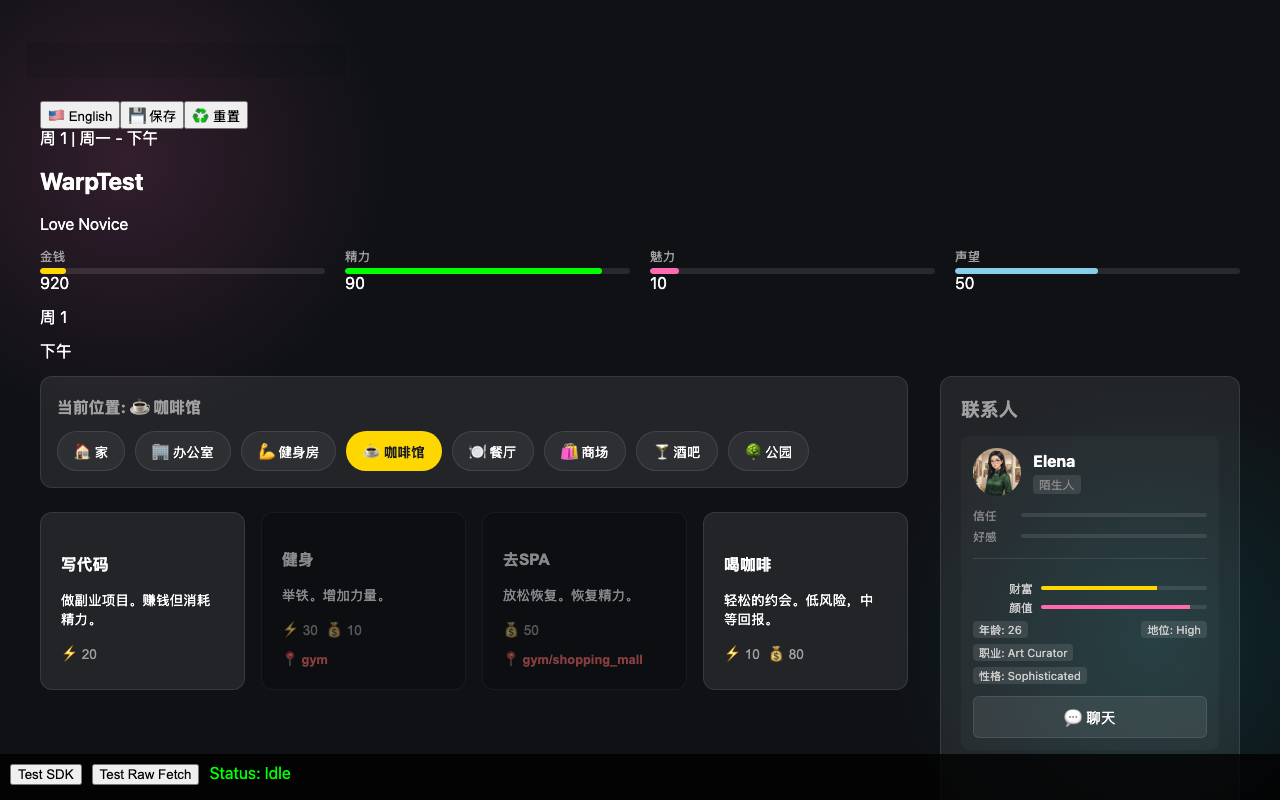 English 保存 重置
周 1 | 周一 - 下午
WarpTest
Love Novice
金钱 精力 魅力 声望
920 90 10 50
周 1
下午
当前位置: 咖啡馆
家 办公室 健身房 咖啡馆 餐厅 商场 酒吧 公园
写代码
做副业项目。赚钱但消耗
精力。
20
健身
举铁。增加力量。
30 10
gym
去SPA
放松恢复。恢复精力。
50
gym/shopping_mall
喝咖啡
轻松的约会。低风险，中
等回报。
10 80
联系人
Elena
陌生人
信任
好感
财富
颜值
年龄: 26 地位: High
职业: Art Curator
性格: Sophisticated
聊天
Test SDK Test Raw Fetch Status: Idle